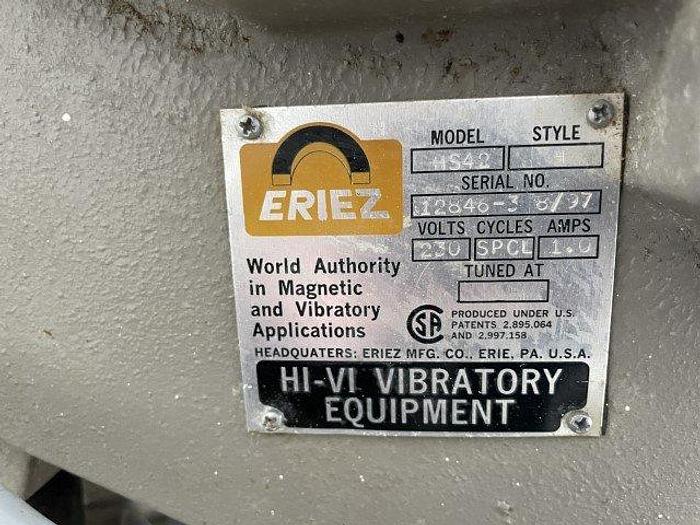 ERIEZ
World Authority
in Magnetic
and Vibratory
Applications
MODEL STYLE
HS42
SERIAL NO.
112846-3 8/97
VOLTS CYCLES AMPS
230 SPCL 1.0
TUNED AT
SA
PRODUCED UNDER U.S.
PATENTS 2.895.064
AND 2.997.158
HEADQUATERS: ERIEZ MFG. CO., ERIE, PA. U.S.A.
HI-VI VIBRATORY
EQUIPMENT